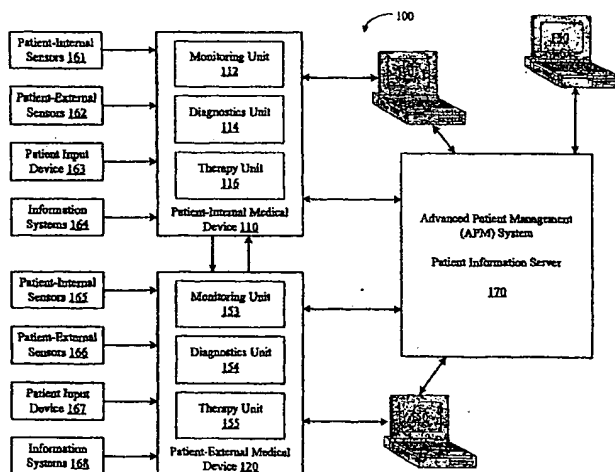 100
Patient-Internal
Sensors 161
Patient-External
Sensors 162
Patient Input
Device 163
Information
Systems 164
Monitoring Unit
112
Diagnostics Unit
114
Therapy Unit
116
Patient-Internal Medical
Device 110
Patient-Internal
Sensors 165
Patient-External
Sensors 166
Patient Input
Device 167
Information
Systems 168
Monitoring Unit
153
Diagnostics Unit
154
Therapy Unit
155
Patient-External Medical
Device 120
Advanced Patient Management
(APM) System
Patient Information Server
170